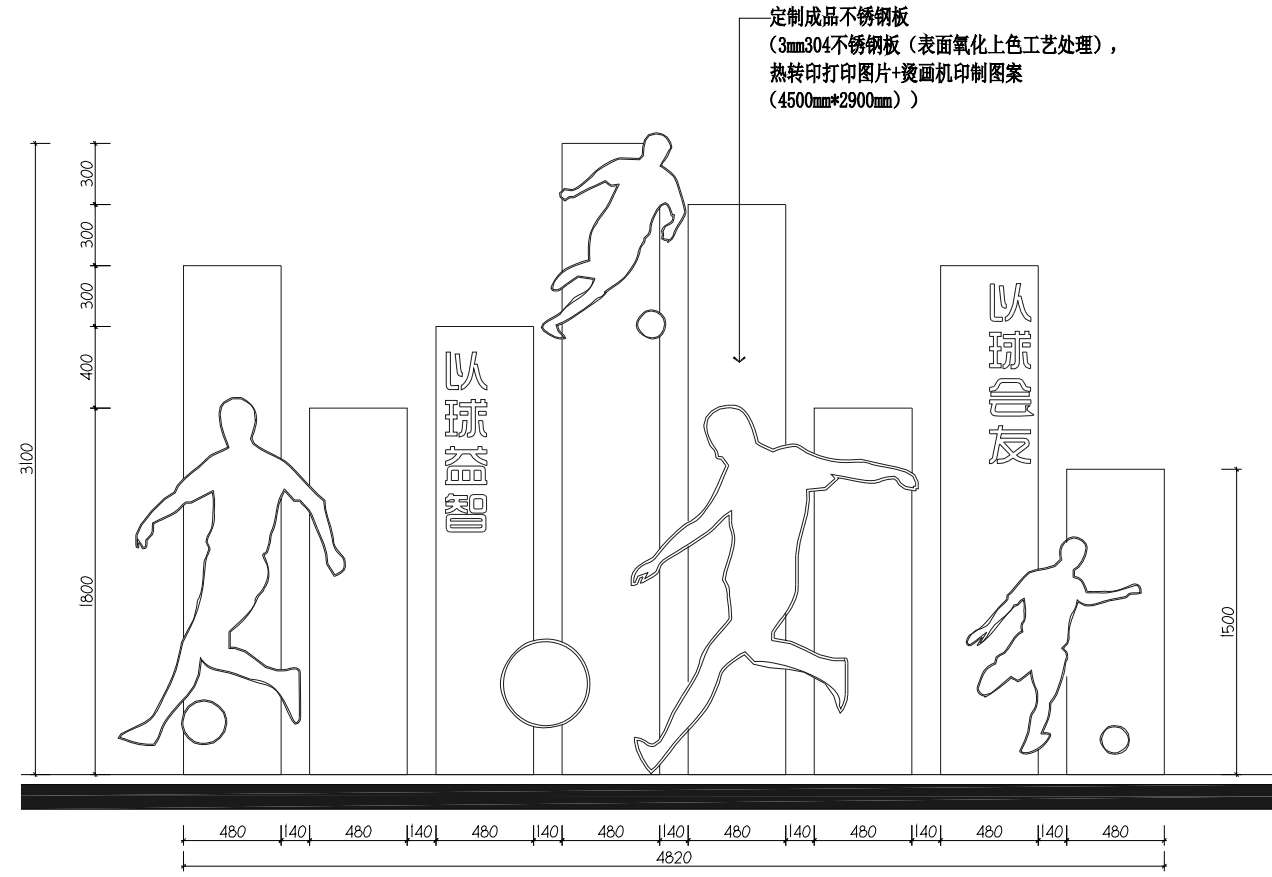 定制成品不锈钢板
（3mm304不锈钢板（表面氧化上色工艺处理），
热转印打印图片+烫画机印制图案
（4500mm*2900mm））
300
300
300
400
1800
3100
以球益智
以球会友
1500
480 140 480 140 480 140 480 140 480 140 480 140 480 140 480
4820